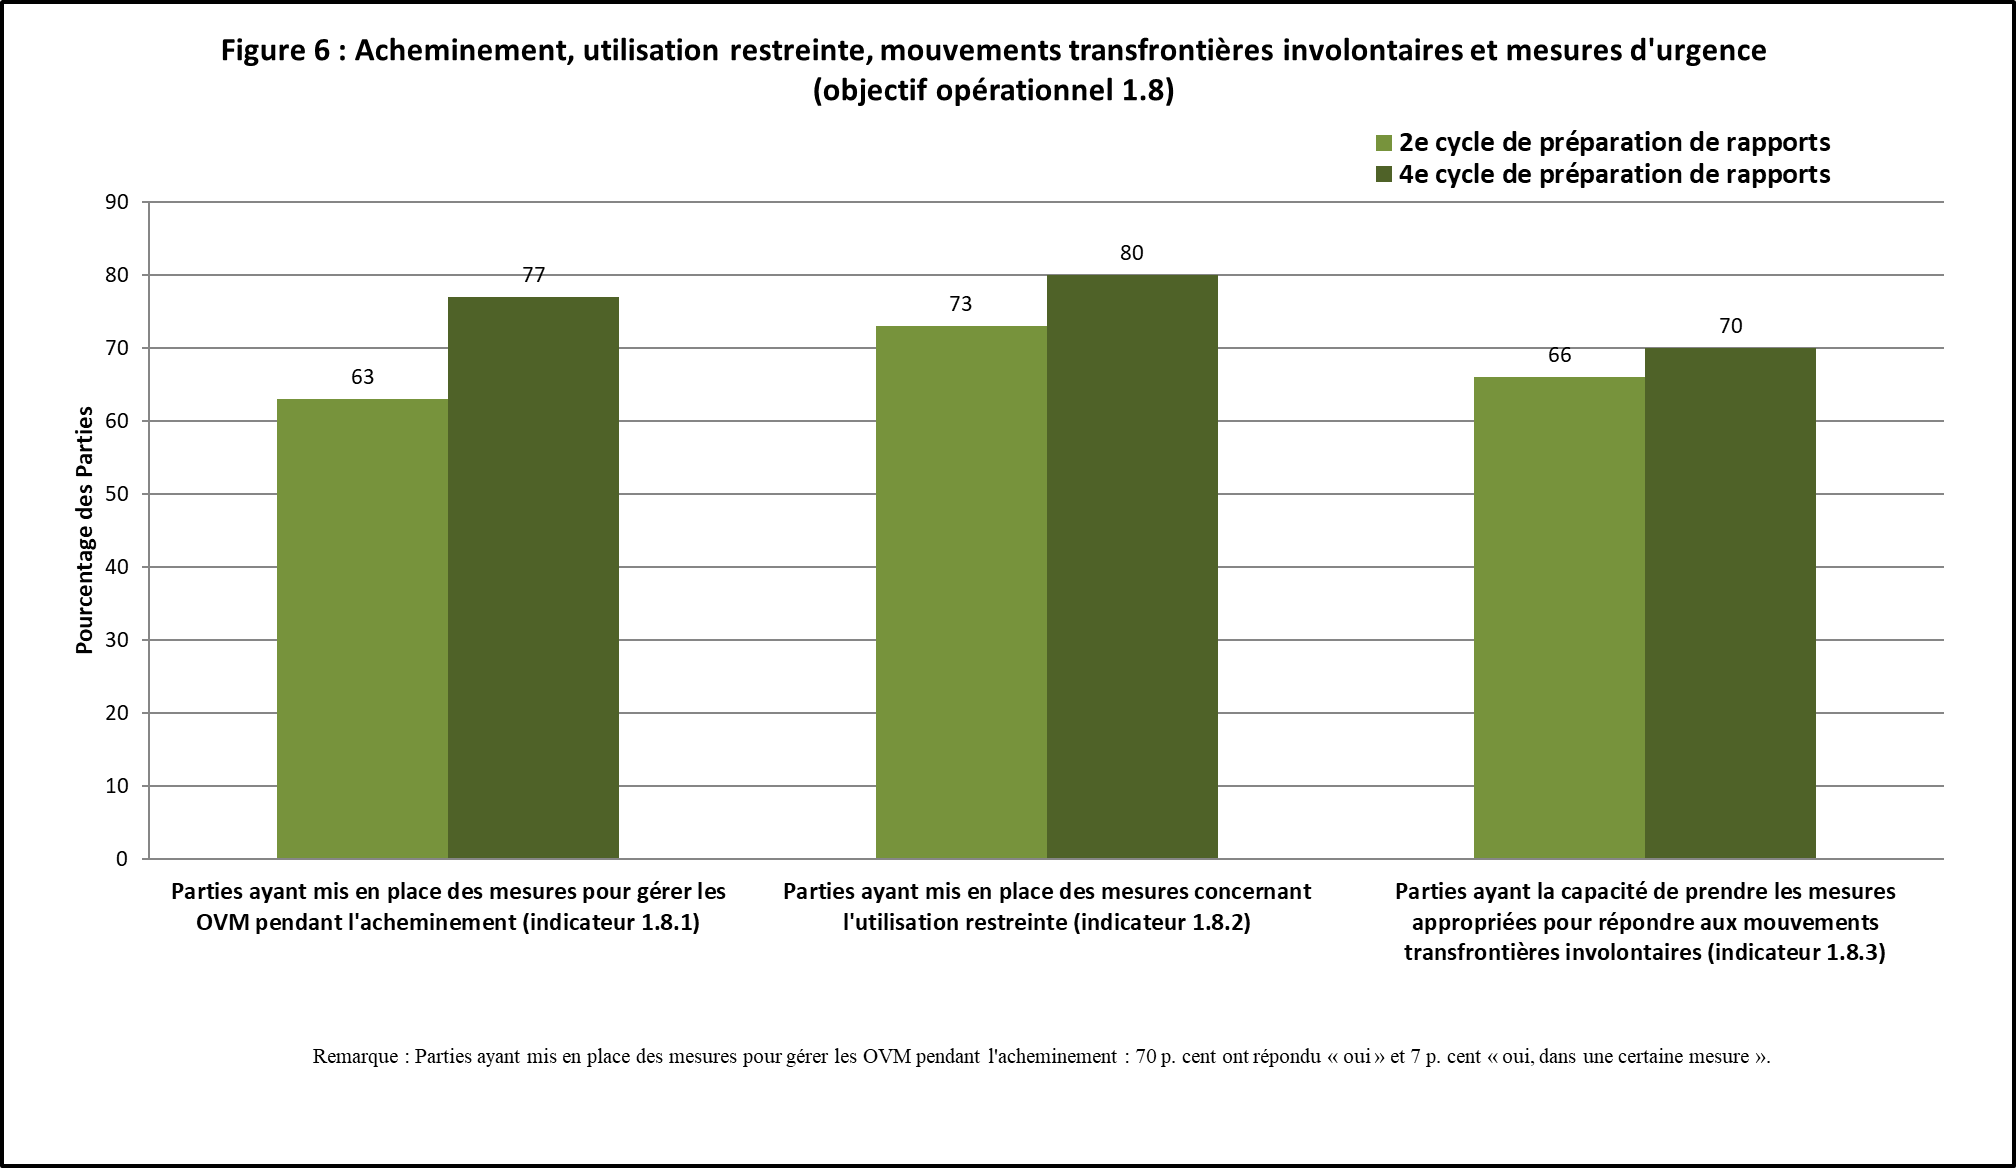 Figure 6 : Acheminement, utilisation restreinte, mouvements transfrontières involontaires et mesures d'urgence
(objectif opérationnel 1.8)
2e cycle de préparation de rapports
4e cycle de préparation de rapports
Pourcentage des Parties
90
80
70
60
50
40
30
20
10
0
63
77
73
80
66
70
Parties ayant mis en place des mesures pour gérer les
OVM pendant l'acheminement (indicateur 1.8.1)
Parties ayant mis en place des mesures concernant
l'utilisation restreinte (indicateur 1.8.2)
Parties ayant la capacité de prendre les mesures
appropriées pour répondre aux mouvements
transfrontières involontaires (indicateur 1.8.3)
Remarque : Parties ayant mis en place des mesures pour gérer les OVM pendant l'acheminement : 70 p. cent ont répondu « oui » et 7 p. cent « oui, dans une certaine mesure ».